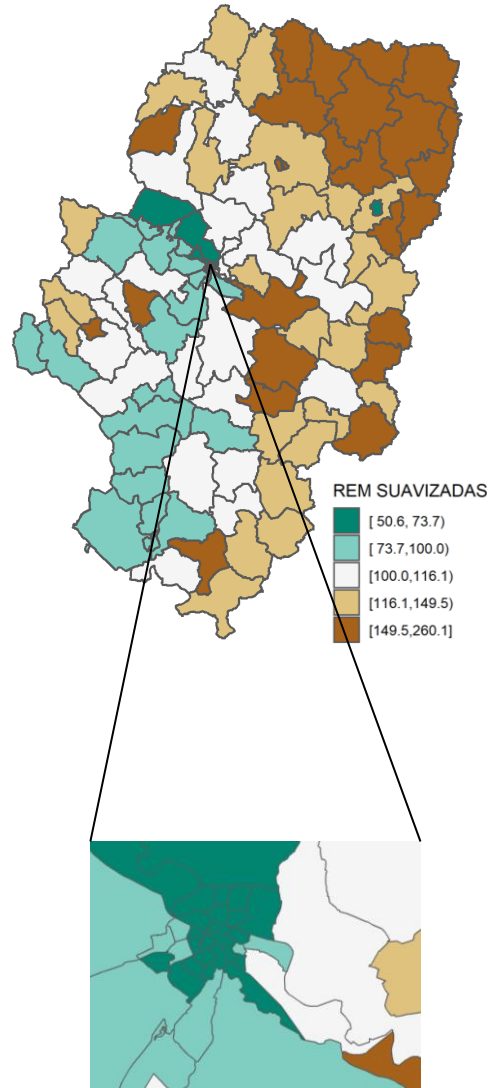 REM SUAVIZADAS
[ 50.6, 73.7)
[ 73.7,100.0)
[100.0,116.1)
[116.1,149.5)
[149.5,260.1]